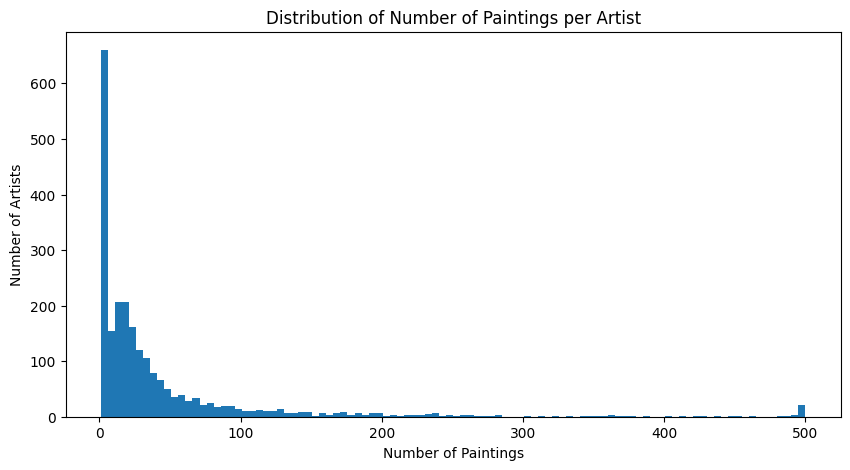 Distribution of Number of Paintings per Artist
Number of Artists
600
500
400
300
200
100
0
0 100 200 300 400 500
Number of Paintings